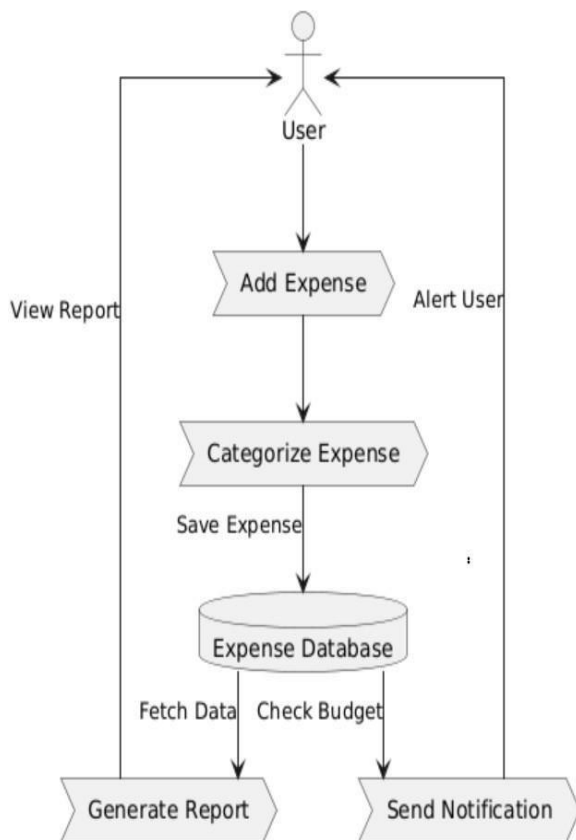 User
Add Expense
View Report
Alert User
Categorize Expense
Save Expense
Expense Database
Fetch Data
Check Budget
Generate Report
Send Notification